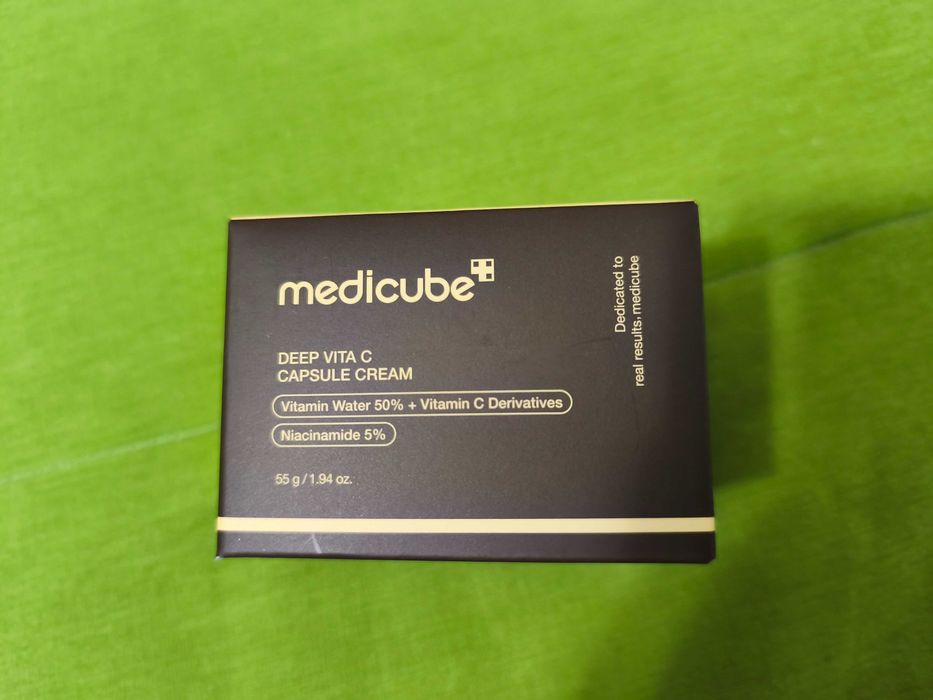 medicube
DEEP VITA C
CAPSULE CREAM
Vitamin Water 50% + Vitamin C Derivatives
Niacinamide 5%
55 g / 1.94 oz.
Dedicated to
real results, medicube